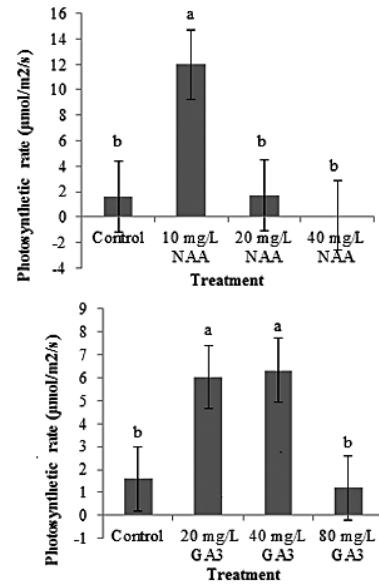 Photosynthetic rate (µmol/m2/s)
16
14
12
10
8
6
4
2
0
-2
-4
b
a
b
b
Control
10 mg/L NAA
20 mg/L NAA
40 mg/L NAA
Treatment
Photosynthetic rate (µmol/m2/s)
9
8
7
6
5
4
3
2
1
0
-1
b
a
a
b
Control
20 mg/L GA3
40 mg/L GA3
80 mg/L GA3
Treatment